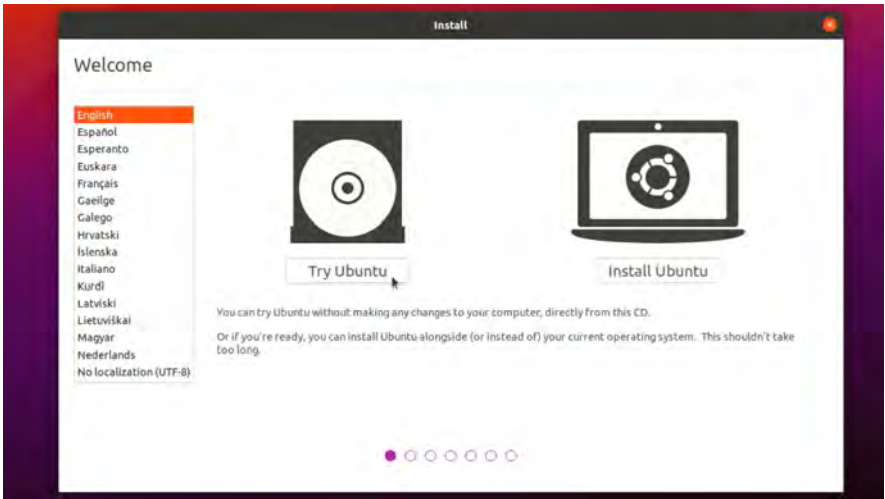 Install
Welcome
English
Español
Esperanto
Euskara
Français
Gaeilge
Galego
Hrvatski
Íslenska
Italiano
Kurdî
Latviski
Lietuviškai
Magyar
Nederlands
No localization (UTF-8)
Try Ubuntu
Install Ubuntu
You can try Ubuntu without making any changes to your computer, directly from this CD.
Or if you're ready, you can install Ubuntu alongside (or instead of) your current operating system. This shouldn't take
too long.